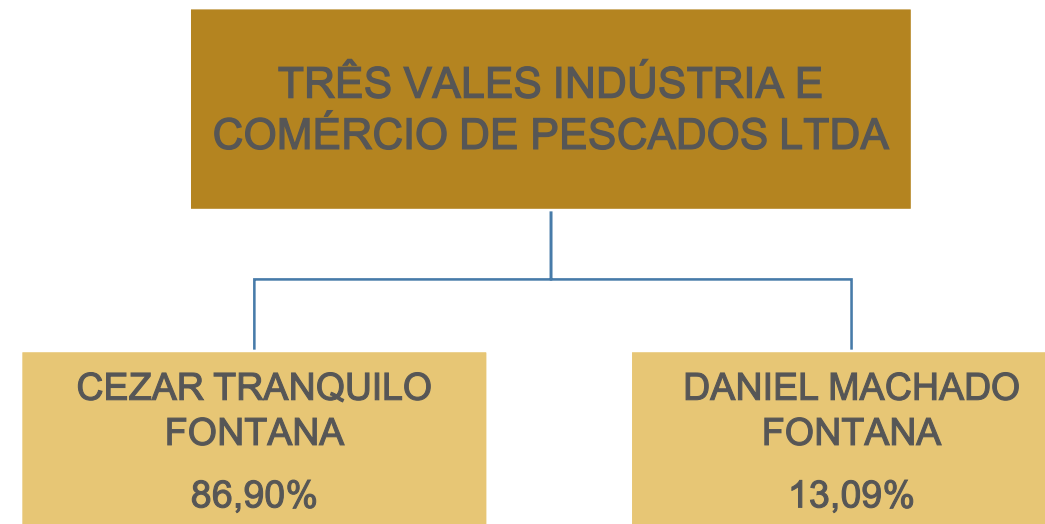 TRÊS VALES INDÚSTRIA E
COMÉRCIO DE PESCADOS LTDA
CEZAR TRANQUILO
FONTANA
86,90%
DANIEL MACHADO
FONTANA
13,09%